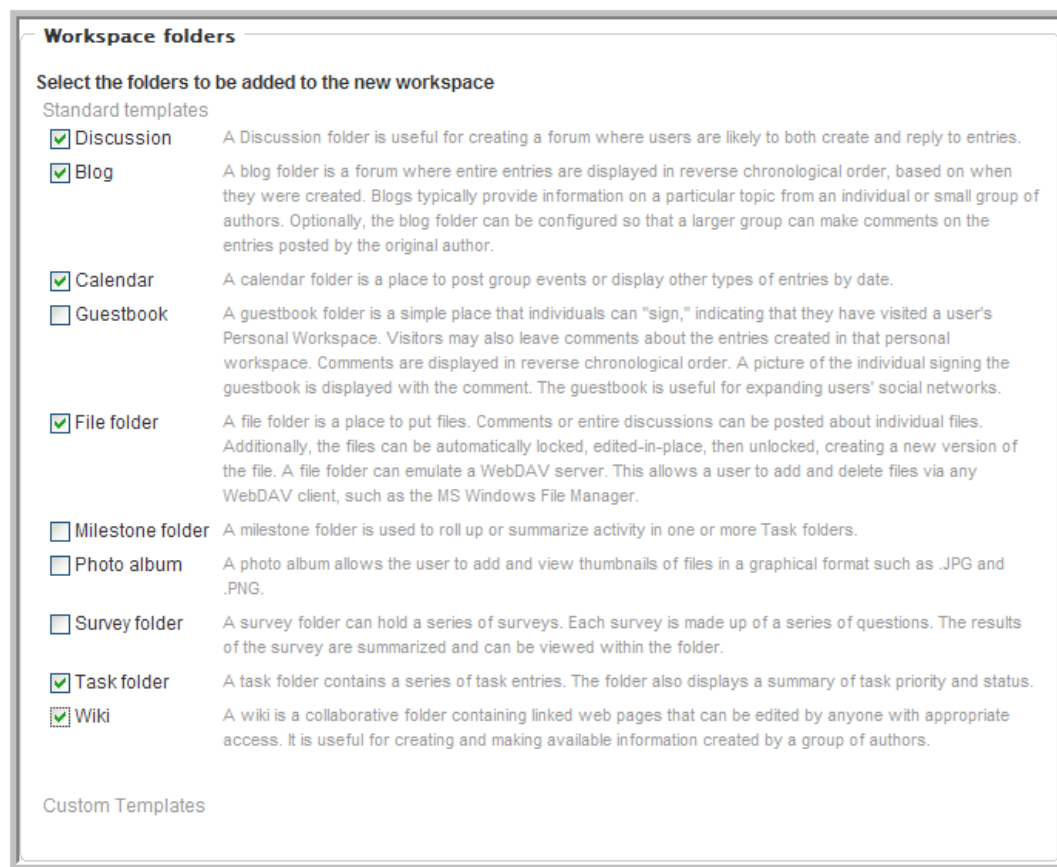 Workspace folders
Select the folders to be added to the new workspace
Standard templates
Discussion A Discussion folder is useful for creating a forum where users are likely to both create and reply to entries.
Blog A blog folder is a forum where entire entries are displayed in reverse chronological order, based on when
they were created. Blogs typically provide information on a particular topic from an individual or small group of
authors. Optionally, the blog folder can be configured so that a larger group can make comments on the
entries posted by the original author.
Calendar A calendar folder is a place to post group events or display other types of entries by date.
Guestbook A guestbook folder is a simple place that individuals can "sign," indicating that they have visited a user's
Personal Workspace. Visitors may also leave comments about the entries created in that personal
workspace. Comments are displayed in reverse chronological order. A picture of the individual signing the
guestbook is displayed with the comment. The guestbook is useful for expanding users' social networks.
File folder A file folder is a place to put files. Comments or entire discussions can be posted about individual files.
Additionally, the files can be automatically locked, edited-in-place, then unlocked, creating a new version of
the file. A file folder can emulate a WebDAV server. This allows a user to add and delete files via any
WebDAV client, such as the MS Windows File Manager.
Milestone folder A milestone folder is used to roll up or summarize activity in one or more Task folders.
Photo album A photo album allows the user to add and view thumbnails of files in a graphical format such as .JPG and
.PNG.
Survey folder A survey folder can hold a series of surveys. Each survey is made up of a series of questions. The results
of the survey are summarized and can be viewed within the folder.
Task folder A task folder contains a series of task entries. The folder also displays a summary of task priority and status.
Wiki A wiki is a collaborative folder containing linked web pages that can be edited by anyone with appropriate
access. It is useful for creating and making available information created by a group of authors.
Custom Templates